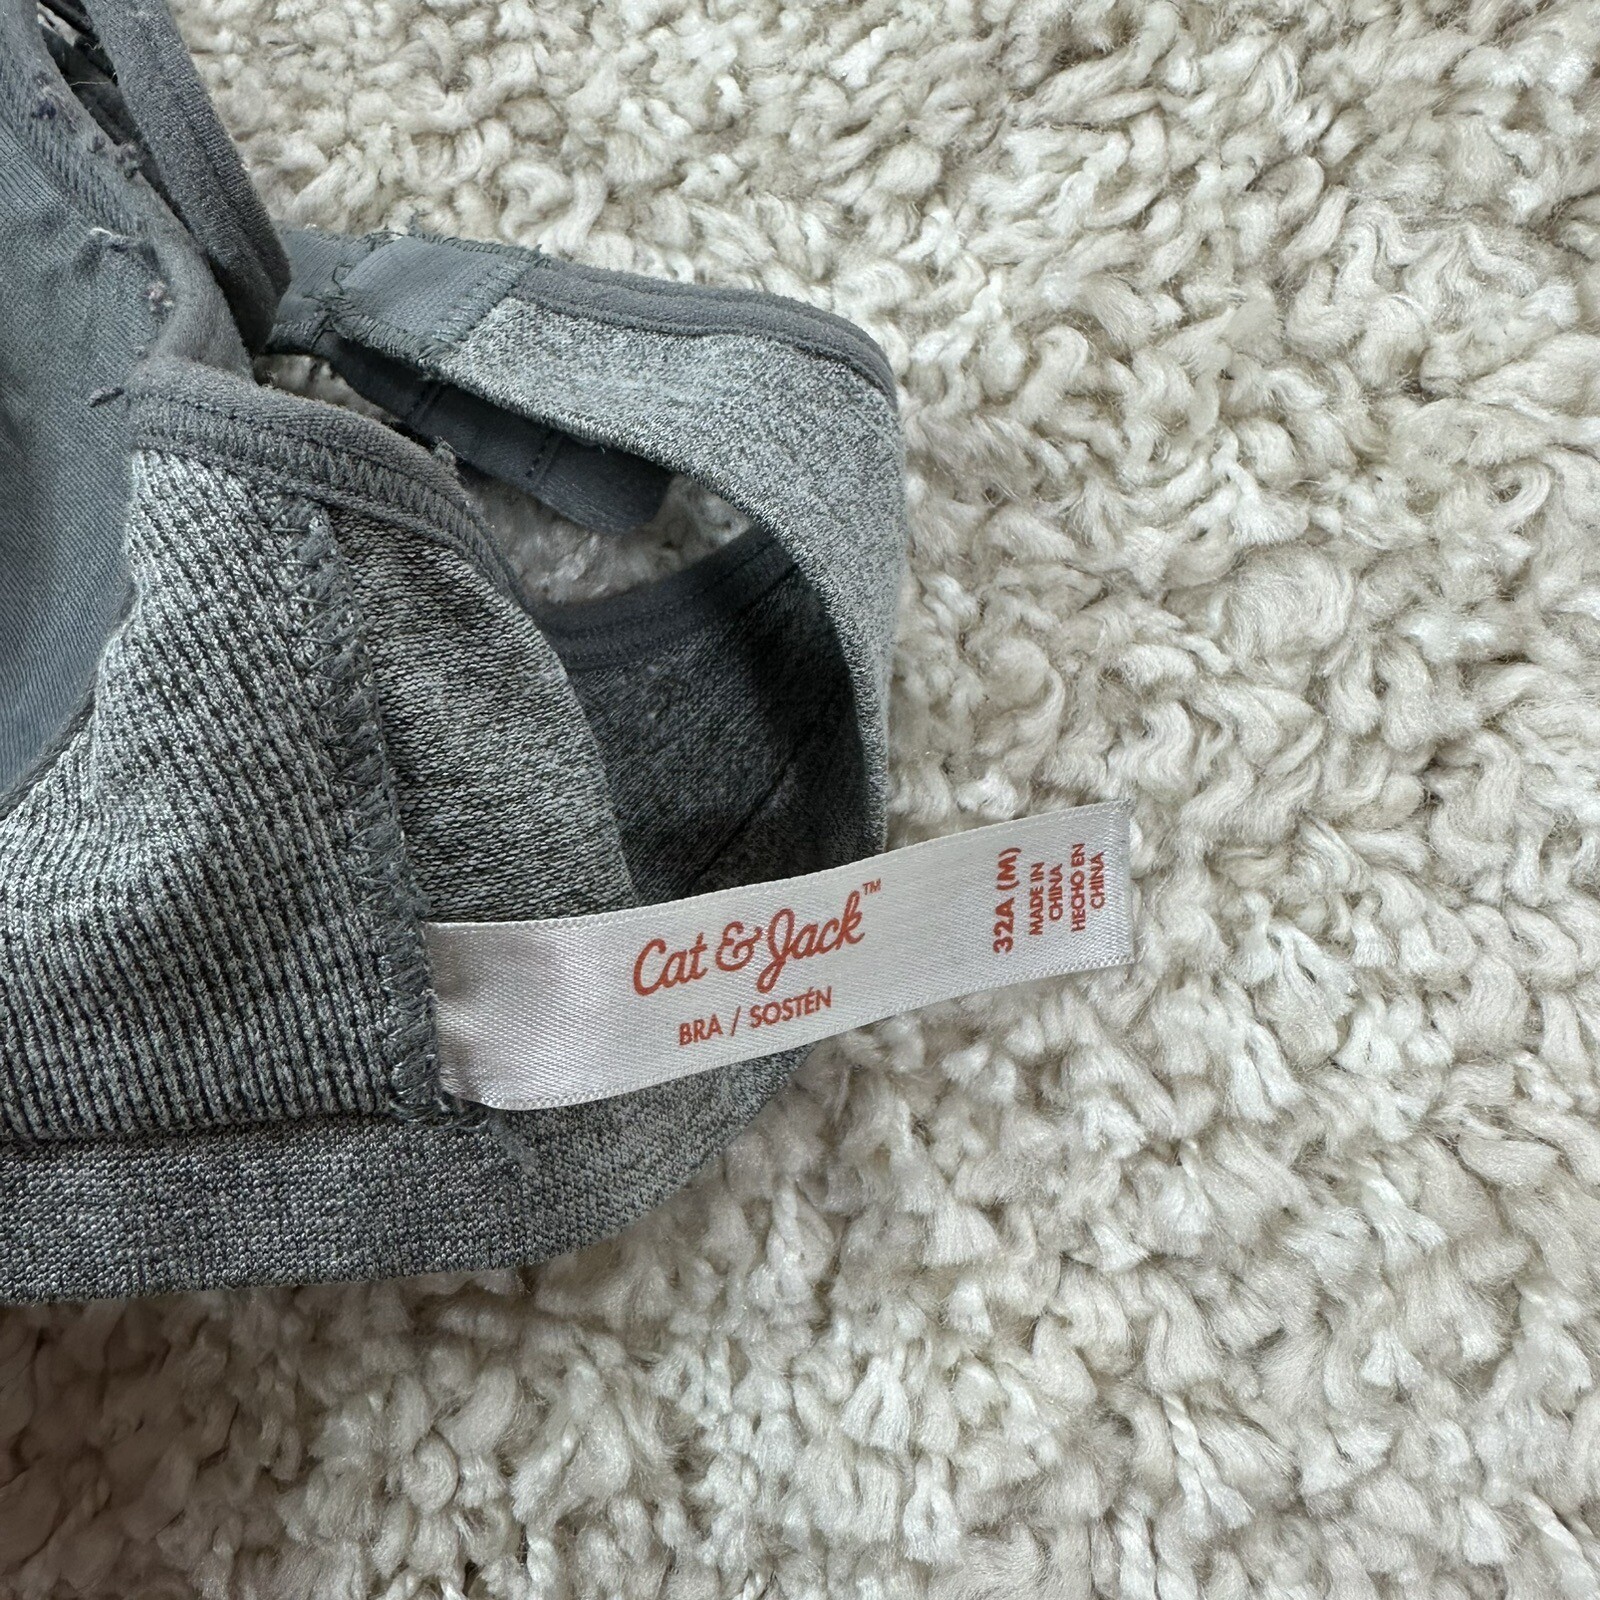 Cat & Jack™
BRA / SOSTÉN
32A (M)
MADE IN
CHINA
HECHO EN
CHINA